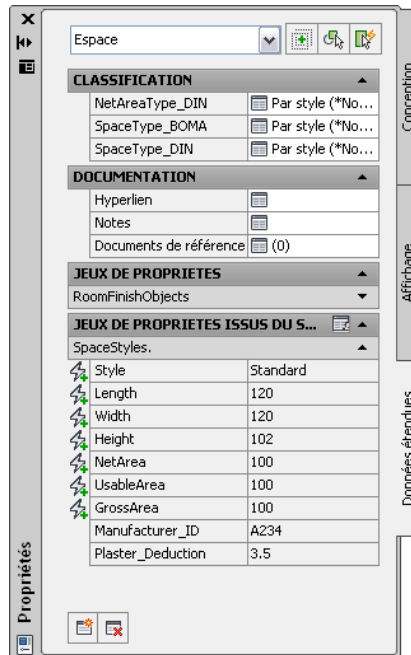 Espace
CLASSIFICATION
NetAreaType_DIN Par style (*No...
SpaceType_BOMA Par style (*No...
SpaceType_DIN Par style (*No...
DOCUMENTATION
Hyperlien
Notes
Documents de référence (0)
JEUX DE PROPRIETES
RoomFinishObjects
JEUX DE PROPRIETES ISSUS DU S...
SpaceStyles.
Style Standard
Length 120
Width 120
Height 102
NetArea 100
UsableArea 100
GrossArea 100
Manufacturer_ID A234
Plaster_Deduction 3.5
Conception
Affichage
Données étendues
Propriétés